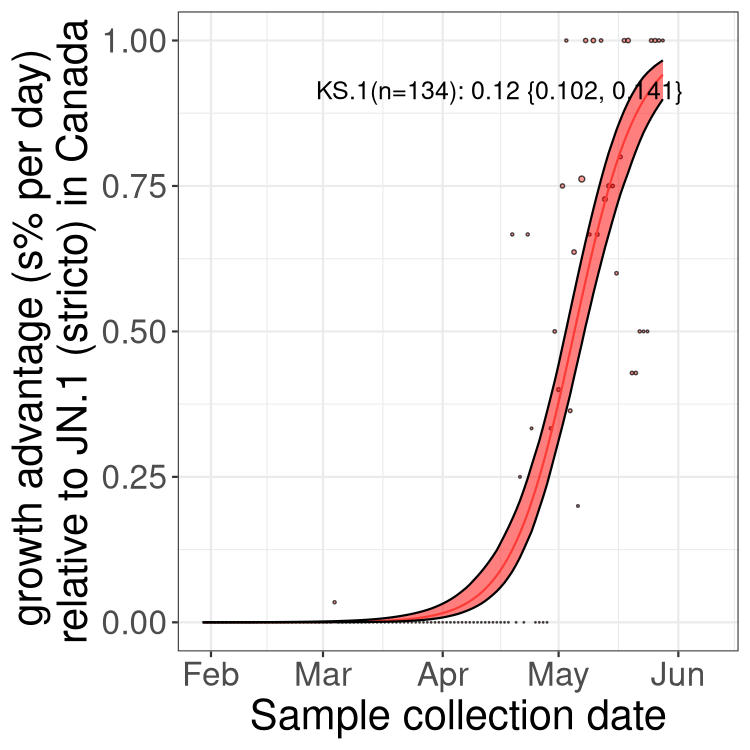 growth advantage (s% per day)
relative to JN.1 (stricto) in Canada
1.00
0.75
0.50
0.25
0.00
KS.1(n=134): 0.12 {0.102, 0.141}
Feb Mar Apr May Jun
Sample collection date